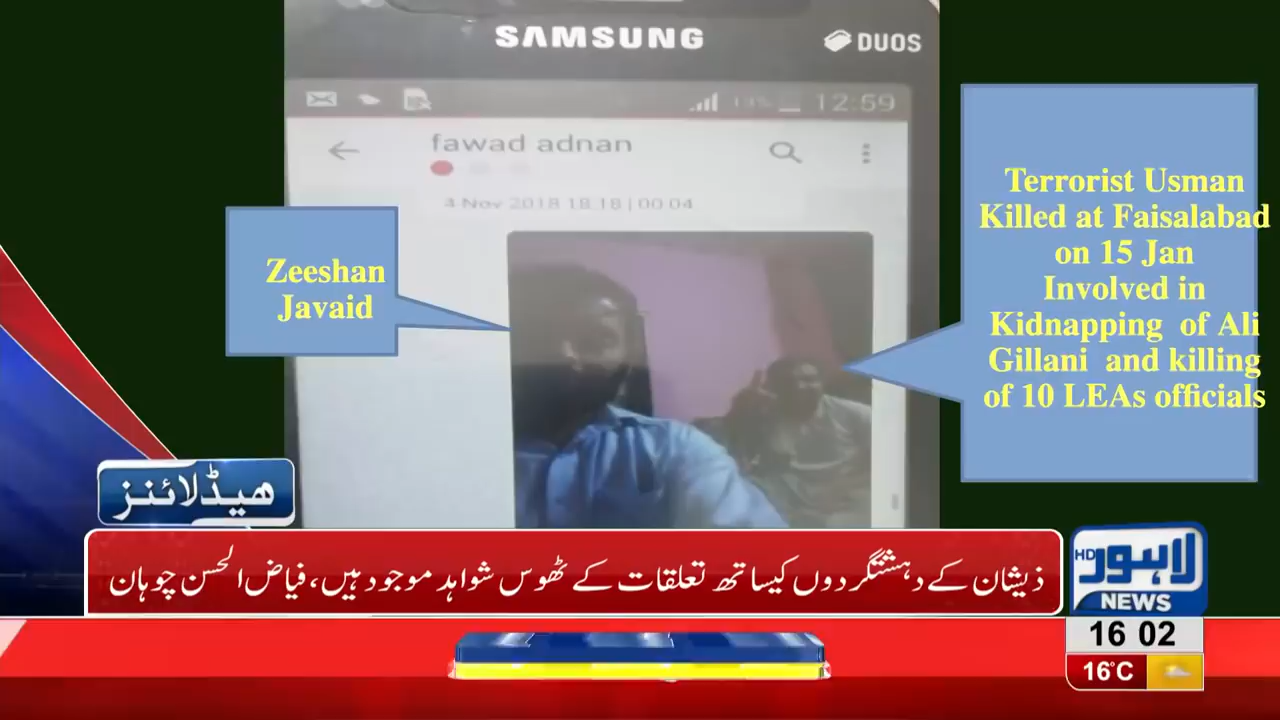 SAMSUNG
DUOS
13% 12:59
fawad adnan
4 Nov 2018 18:18 | 00:04
Zeeshan
Javaid
Terrorist Usman
Killed at Faisalabad
on 15 Jan
Involved in
Kidnapping of Ali
Gillani and killing
of 10 LEAs officials
ھیڈلائنز
ذیشان کے دہشتگردوں کیساتھ تعلقات کے ٹھوس شواہد موجود ہیں، فیاض الحسن چوہان
لاہور
HD
NEWS
16 02
16°C